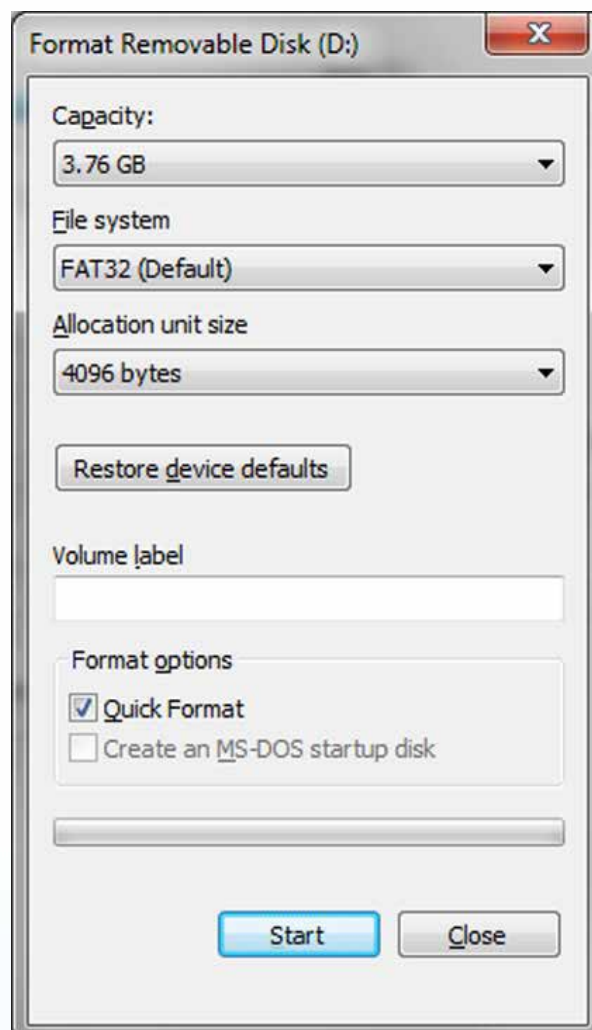 Format Removable Disk (D:)
Capacity:
3.76 GB
File system
FAT32 (Default)
Allocation unit size
4096 bytes
Restore device defaults
Volume label
Format options
Quick Format
Create an MS-DOS startup disk
Start
Close